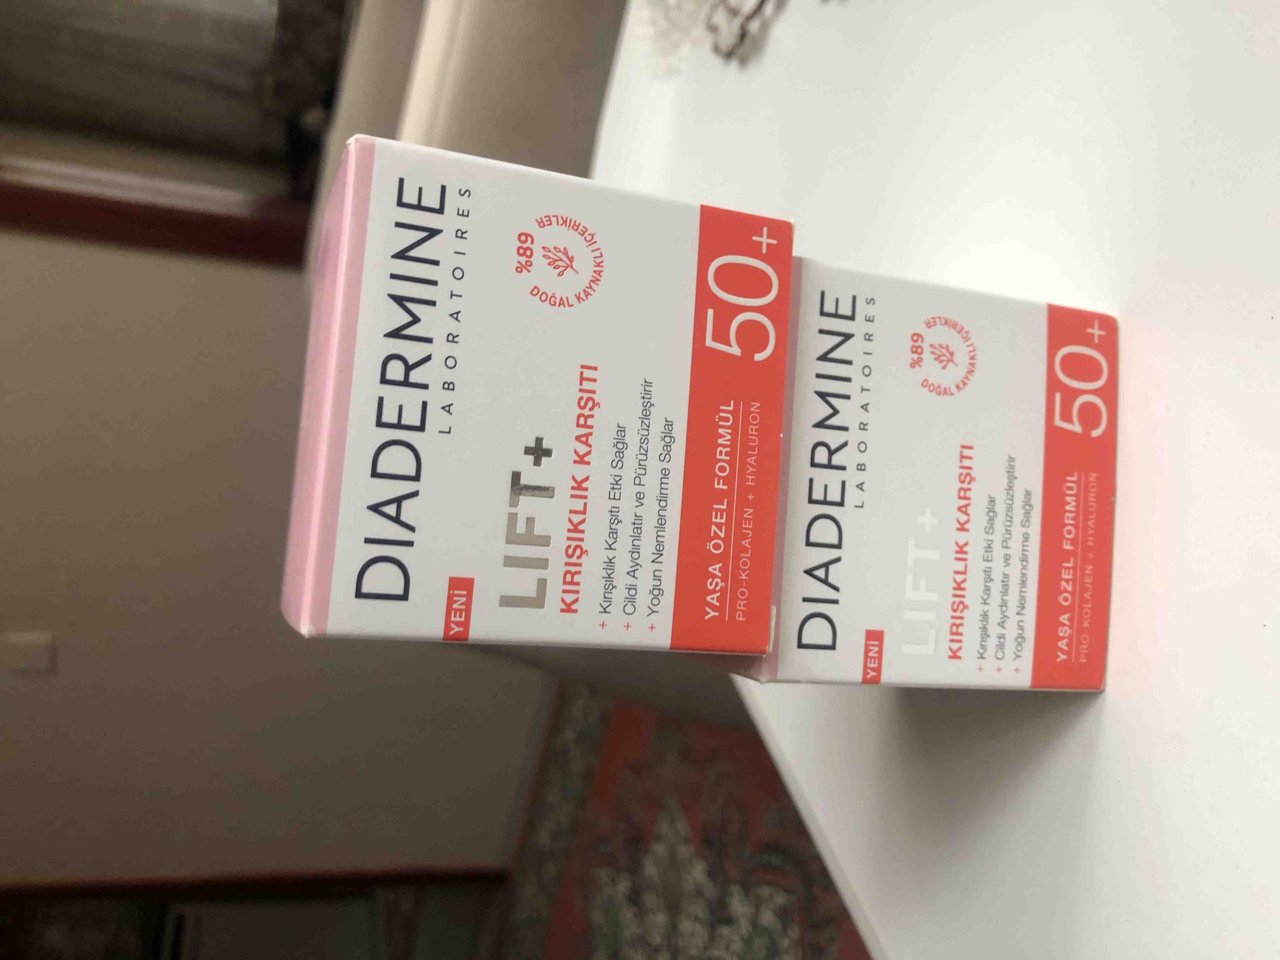 DIADERMINE
LABORATOIRES
YENİ
%89
DOĞAL KAYNAKLI İÇERİKLER
LIFT+
KIRIŞIKLIK KARŞITI
+ Kırışıklık Karşıtı Etki Sağlar
+ Cildi Aydınlatır ve Pürüzsüzleştirir
+ Yoğun Nemlendirme Sağlar
YAŞA ÖZEL FORMÜL
PRO-KOLAJEN + HYALURON
50+
DIADERMINE
LABORATOIRES
YENİ
%89
DOĞAL KAYNAKLI İÇERİKLER
LIFT+
KIRIŞIKLIK KARŞITI
+ Kırışıklık Karşıtı Etki Sağlar
+ Cildi Aydınlatır ve Pürüzsüzleştirir
+ Yoğun Nemlendirme Sağlar
YAŞA ÖZEL FORMÜL
PRO-KOLAJEN + HYALURON
50+